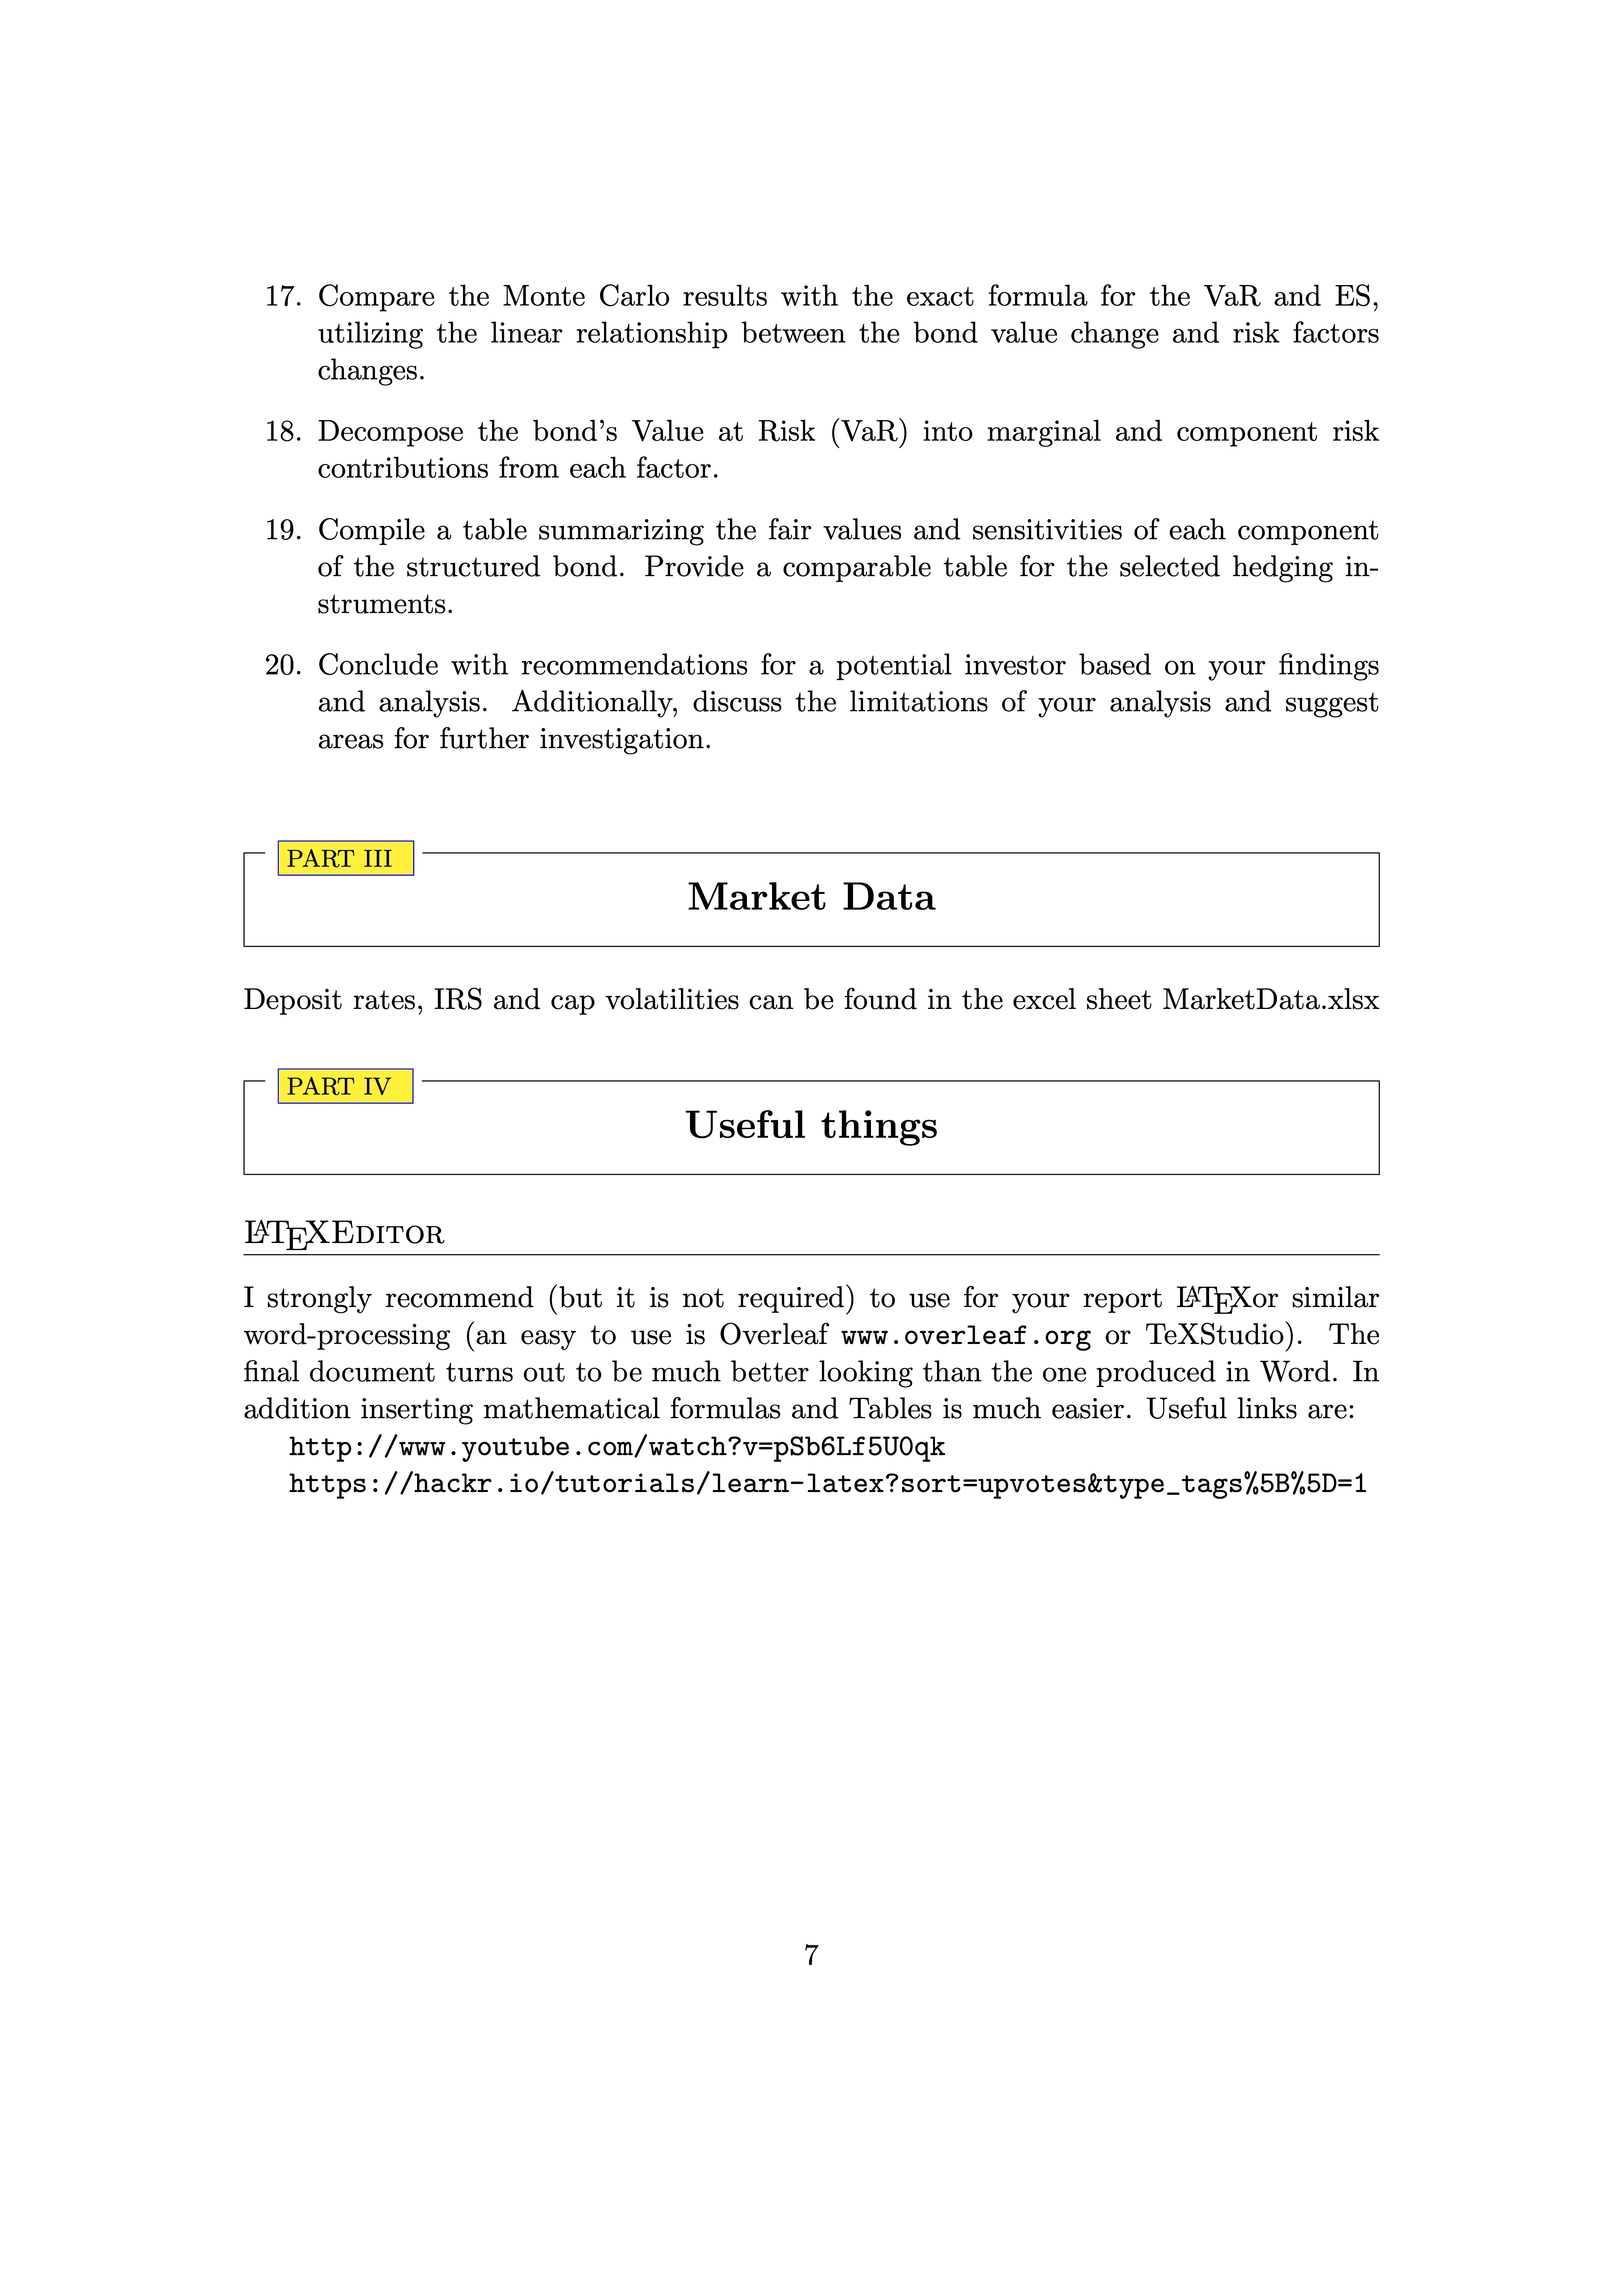 17. Compare the Monte Carlo results with the exact formula for the VaR and ES,
utilizing the linear relationship between the bond value change and risk factors
changes.
18. Decompose the bond's Value at Risk (VaR) into marginal and component risk
contributions from each factor.
19. Compile a table summarizing the fair values and sensitivities of each component
of the structured bond. Provide a comparable table for the selected hedging in-
struments.
20. Conclude with recommendations for a potential investor based on your findings
and analysis. Additionally, discuss the limitations of your analysis and suggest
areas for further investigation.
PART III
Market Data
Deposit rates, IRS and cap volatilities can be found in the excel sheet MarketData.xlsx
PART IV
Useful things
LATEXEDITOR
I strongly recommend (but it is not required) to use for your report LATEXor similar
word-processing (an easy to use is Overleaf www.overleaf.org or TeXStudio). The
final document turns out to be much better looking than the one produced in Word. In
addition inserting mathematical formulas and Tables is much easier. Useful links are:
http://www.youtube.com/watch?v=pSb6Lf5U0qk
https://hackr.io/tutorials/learn-latex?sort=upvotes&type_tags%5B%5D=1
7